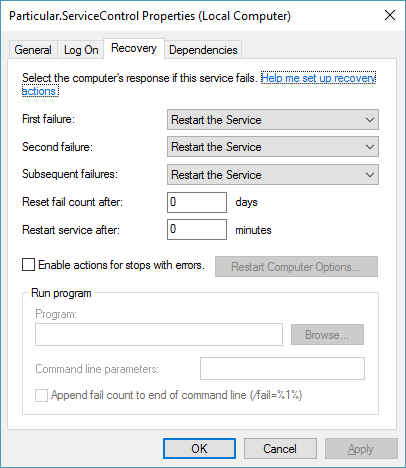 Particular.ServiceControl Properties (Local Computer)
General Log On Recovery Dependencies
Select the computer's response if this service fails. Help me set up recovery
actions.
First failure: Restart the Service
Second failure: Restart the Service
Subsequent failures: Restart the Service
Reset fail count after: 0 days
Restart service after: 0 minutes
Enable actions for stops with errors. Restart Computer Options...
Run program
Program:
Browse...
Command line parameters:
Append fail count to end of command line (/fail=%1%)
OK Cancel Apply